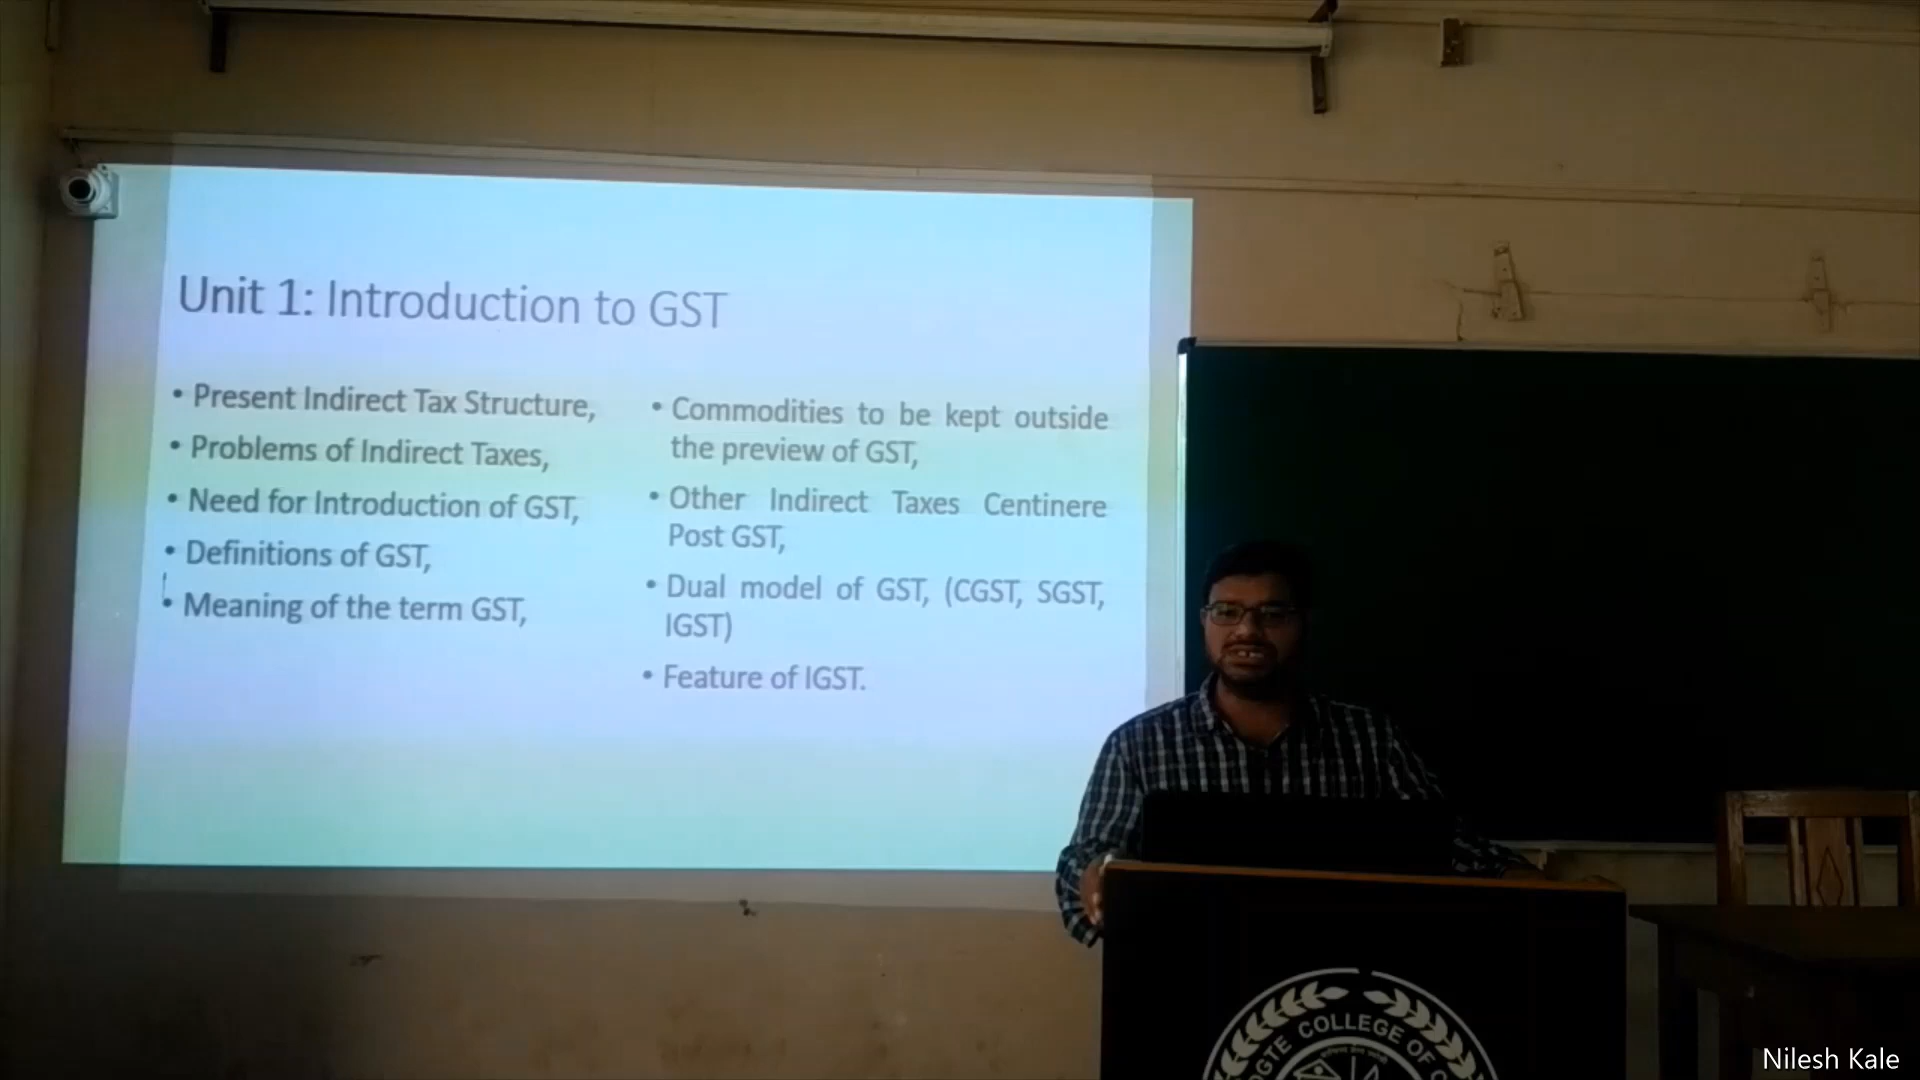 Unit 1: Introduction to GST
• Present Indirect Tax Structure,
• Problems of Indirect Taxes,
• Need for Introduction of GST,
• Definitions of GST,
• Meaning of the term GST,
• Commodities to be kept outside
the preview of GST,
• Other Indirect Taxes Centinere
Post GST,
• Dual model of GST, (CGST, SGST,
IGST)
• Feature of IGST.
COLLEGE OF
Nilesh Kale